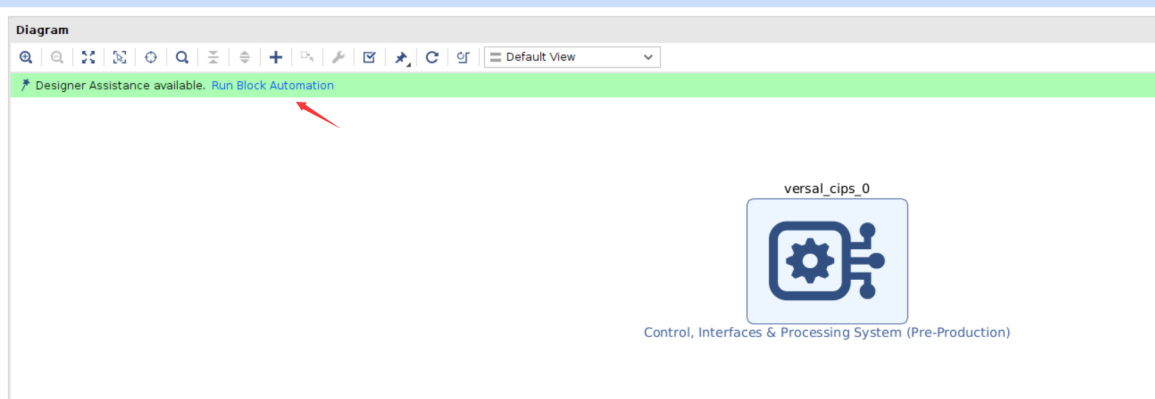 Diagram
Default View
Designer Assistance available. Run Block Automation
versal_cips_0
Control, Interfaces & Processing System (Pre-Production)